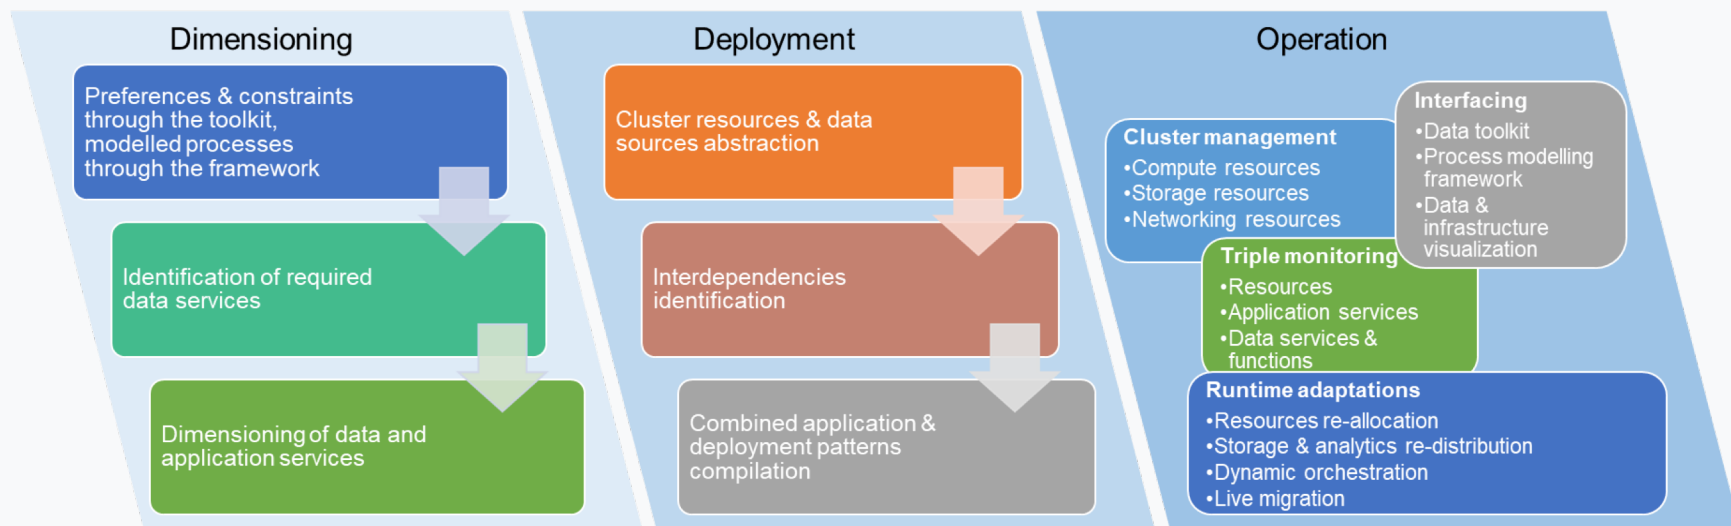 Dimensioning
Preferences & constraints
through the toolkit,
modelled processes
through the framework
Identification of required
data services
Dimensioning of data and
application services
Deployment
Cluster resources & data
sources abstraction
Interdependencies
identification
Combined application &
deployment patterns
compilation
Operation
Cluster management
•Compute resources
•Storage resources
•Networking resources
Interfacing
•Data toolkit
•Process modelling
framework
•Data &
infrastructure
visualization
Triple monitoring
•Resources
•Application services
•Data services &
functions
Runtime adaptations
•Resources re-allocation
•Storage & analytics re-distribution
•Dynamic orchestration
•Live migration